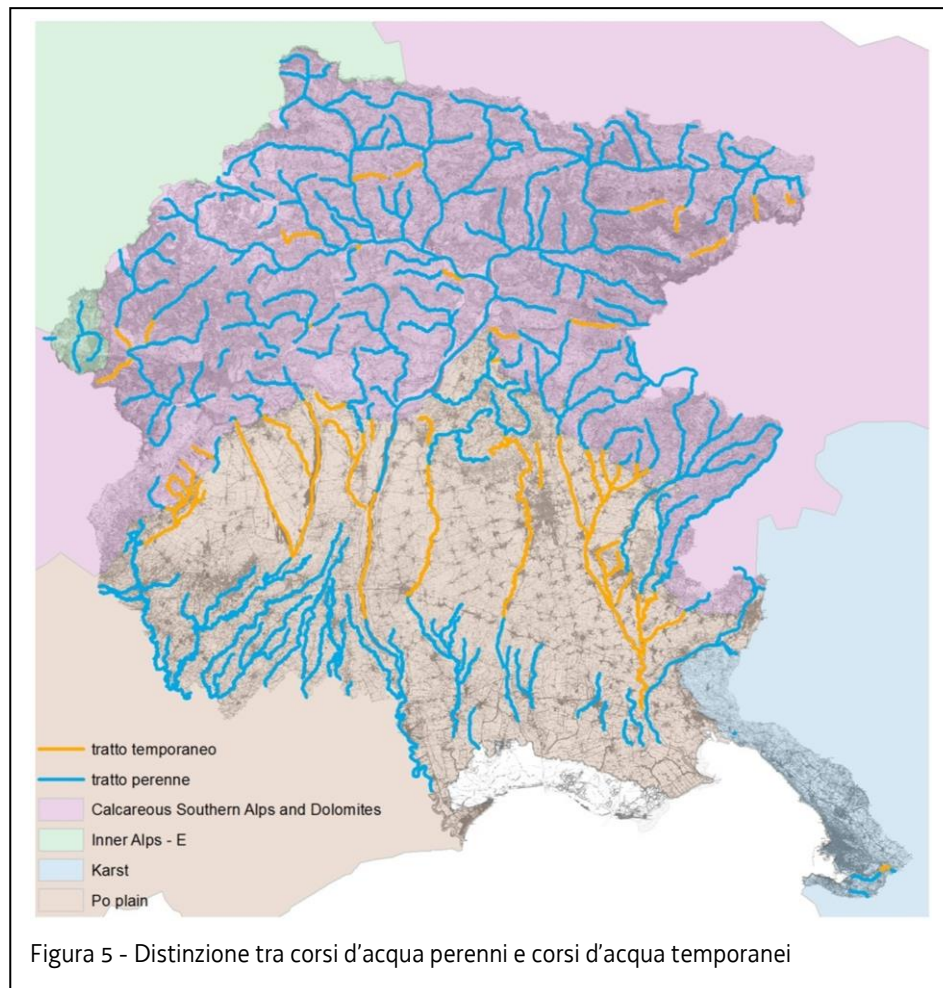 tratto temporaneo
tratto perenne
Calcareous Southern Alps and Dolomites
Inner Alps - E
Karst
Po plain
Figura 5 - Distinzione tra corsi d'acqua perenni e corsi d'acqua temporanei